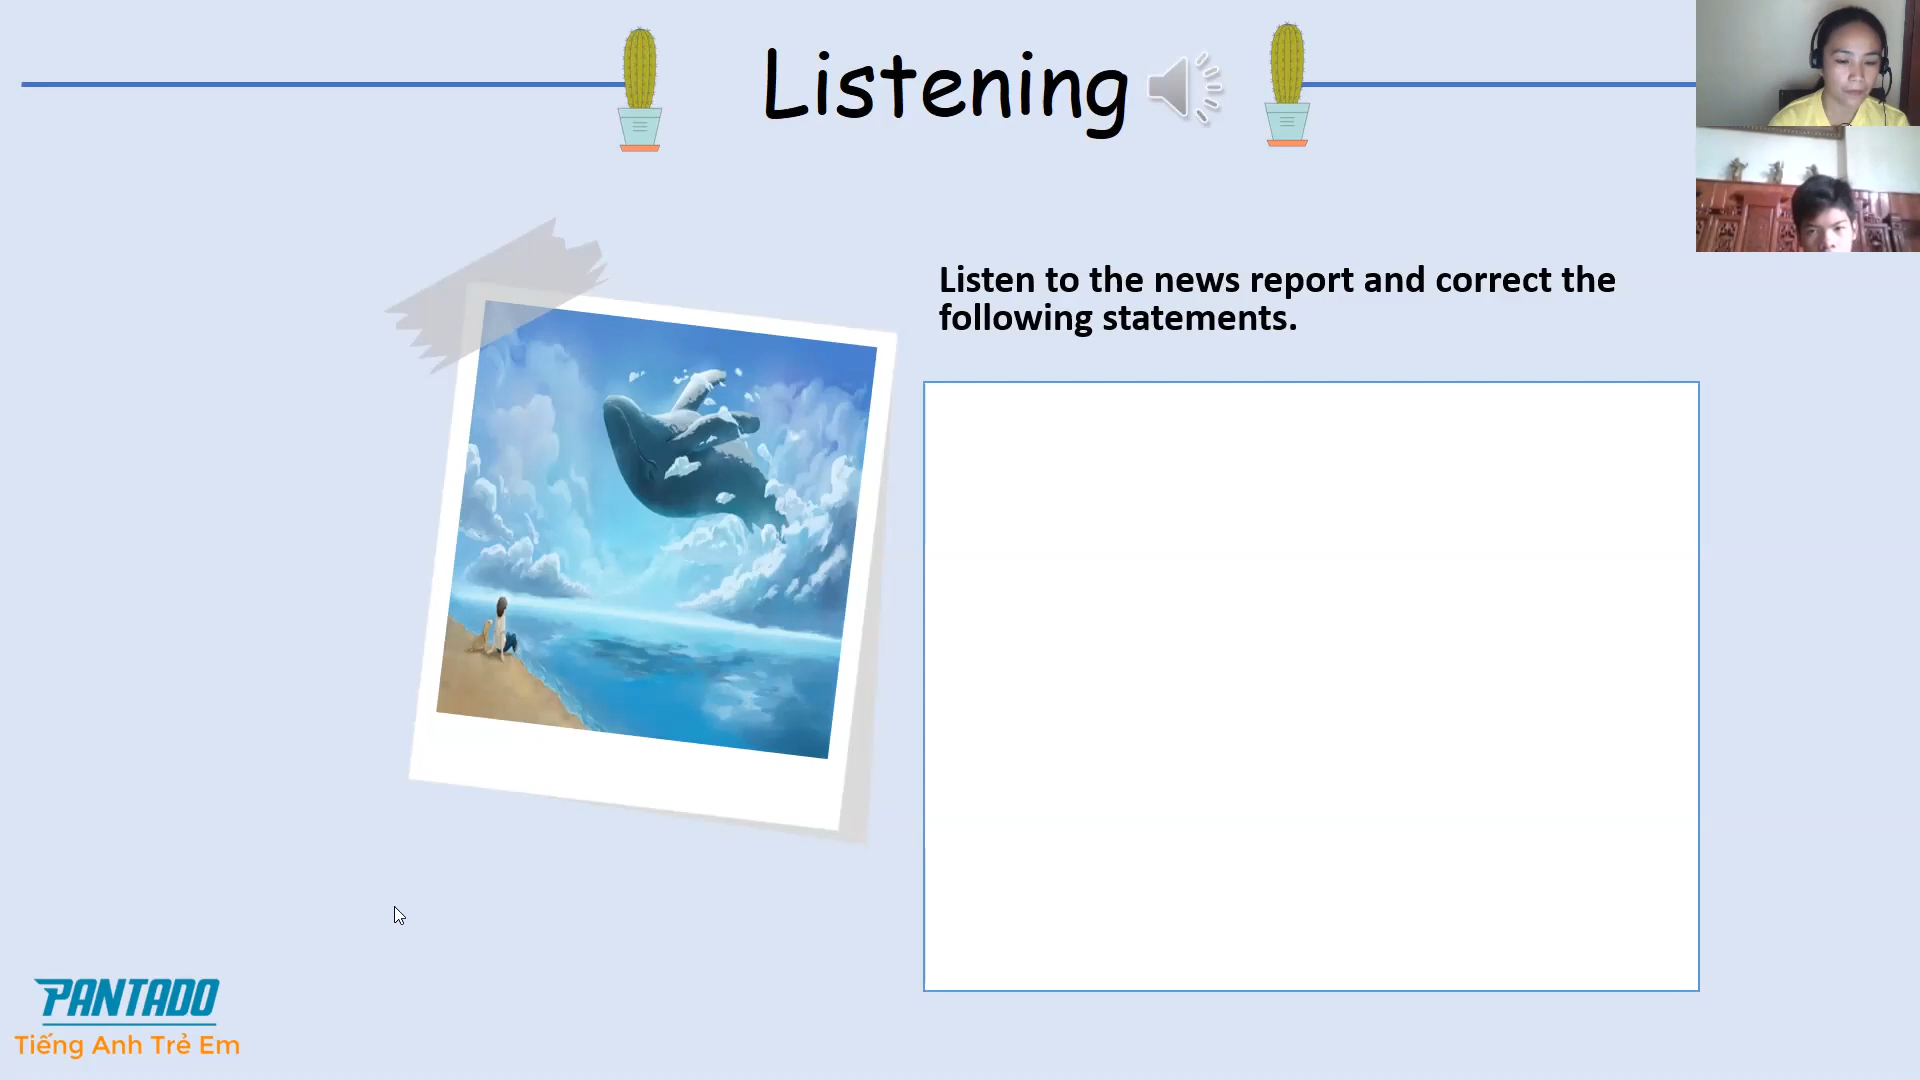 Listening
Listen to the news report and correct the
following statements.
PANTADO
Tiếng Anh Trẻ Em